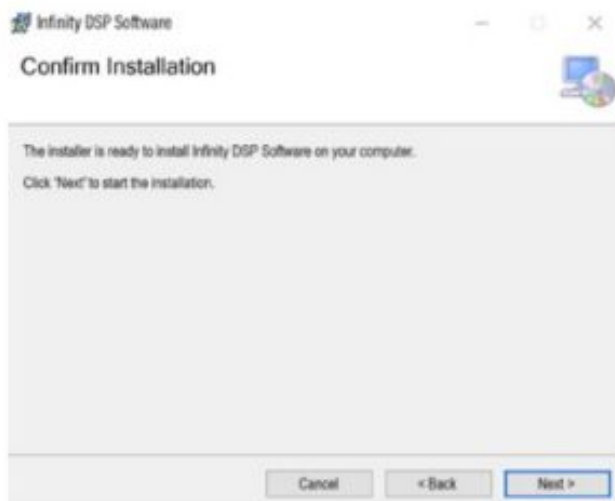 Infinity DSP Software
Confirm Installation
The installer is ready to install Infinity DSP Software on your computer.
Click "Next" to start the installation.
Cancel
< Back
Next >